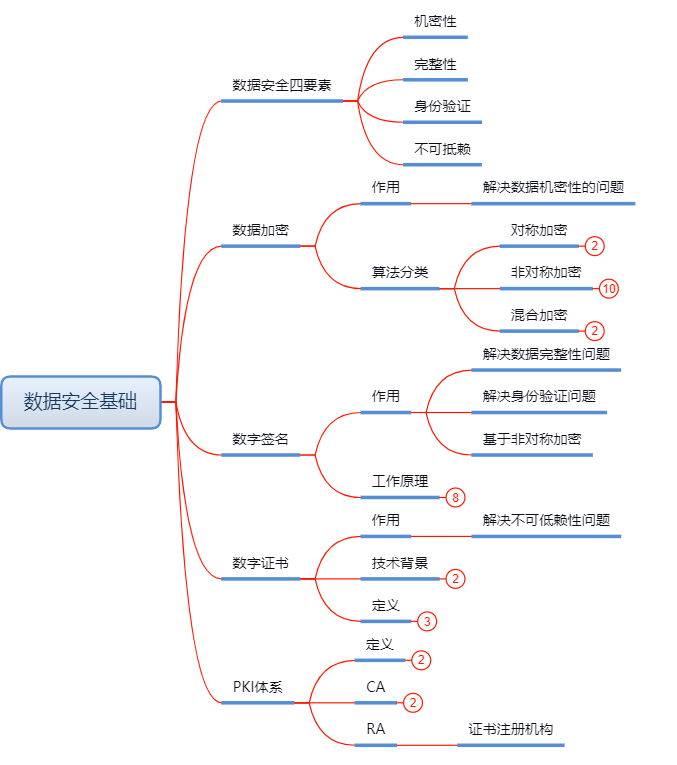 数据安全基础
数据安全四要素
机密性
完整性
身份验证
不可抵赖
数据加密
作用
解决数据机密性的问题
算法分类
对称加密
2
非对称加密
10
混合加密
2
数字签名
作用
解决数据完整性问题
解决身份验证问题
基于非对称加密
工作原理
8
数字证书
作用
解决不可低赖性问题
技术背景
2
定义
3
PKI体系
定义
2
CA
2
RA
证书注册机构